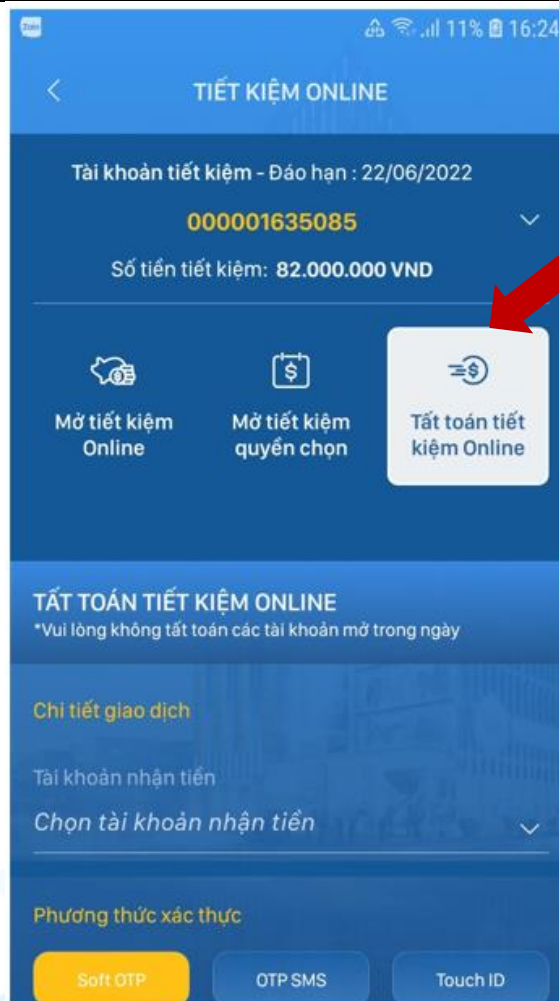 11% 16:24
TIẾT KIỆM ONLINE
Tài khoản tiết kiệm - Đáo hạn : 22/06/2022
000001635085
Số tiền tiết kiệm: 82.000.000 VND
Mở tiết kiệm
Online
Mở tiết kiệm
quyền chọn
Tất toán tiết
kiệm Online
TẤT TOÁN TIẾT KIỆM ONLINE
*Vui lòng không tất toán các tài khoản mở trong ngày
Chi tiết giao dịch
Tài khoản nhận tiền
Chọn tài khoản nhận tiền
Phương thức xác thực
Soft OTP
OTP SMS
Touch ID